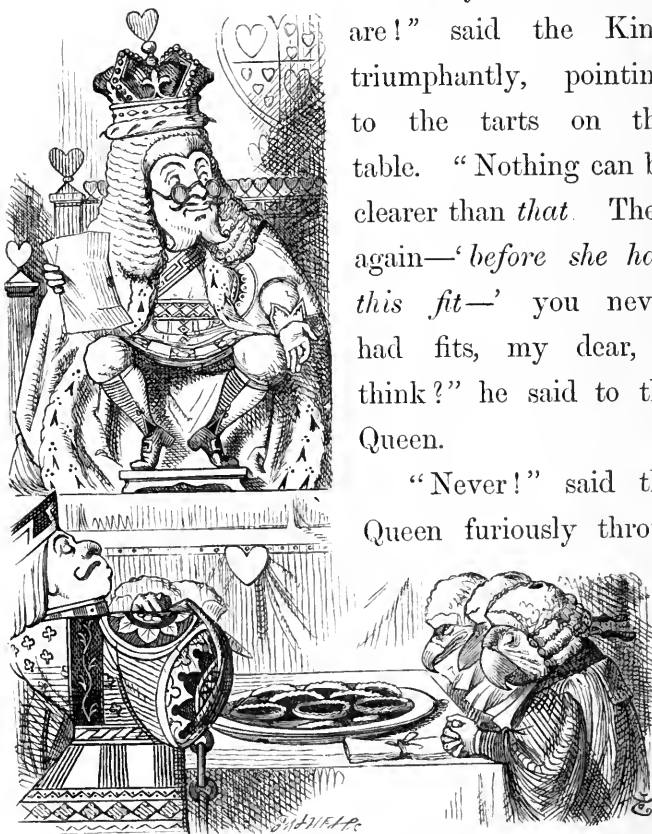 are!" said the Kin
triumphantly, pointin
to the tarts on th
table. "Nothing can b
clearer than that. The
again—'before she ha
this fit—' you nev
had fits, my dear,
think?" he said to t
Queen.
"Never!" said th
Queen furiously throw